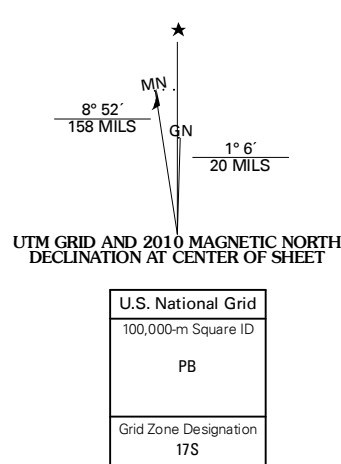 ★
MN
GN
8° 52´
158 MILS
1° 6´
20 MILS
UTM GRID AND 2010 MAGNETIC NORTH
DECLINATION AT CENTER OF SHEET
U.S. National Grid
100,000-m Square ID
PB
Grid Zone Designation
17S